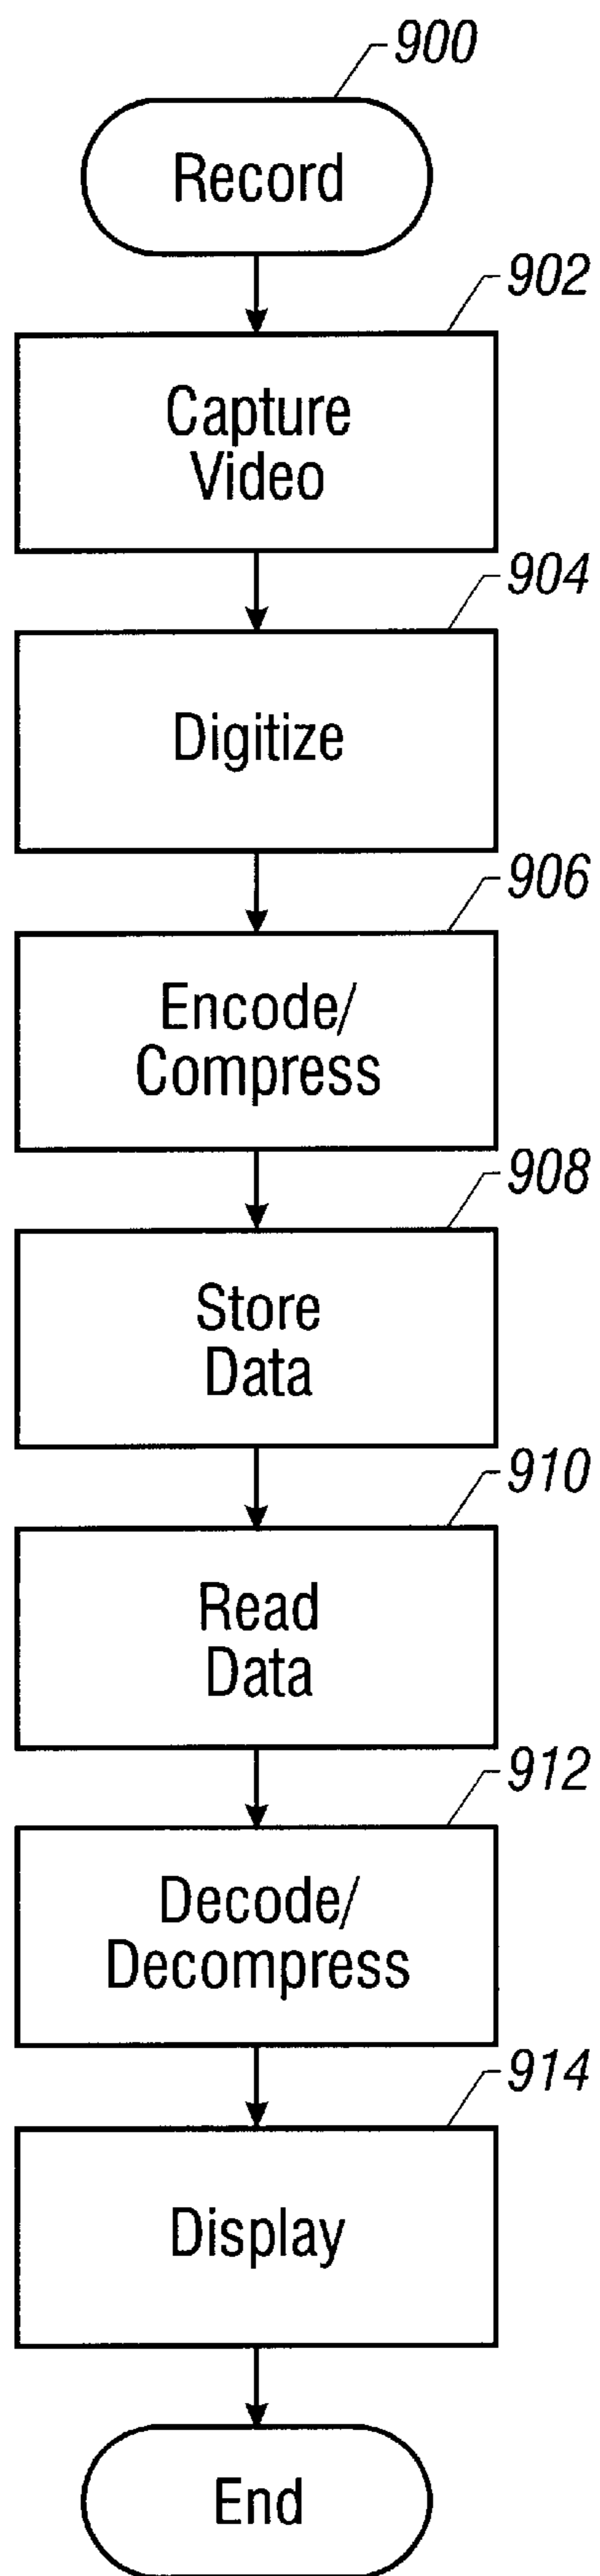 900
Record
902
Capture
Video
904
Digitize
906
Encode/
Compress
908
Store
Data
910
Read
Data
912
Decode/
Decompress
914
Display
End